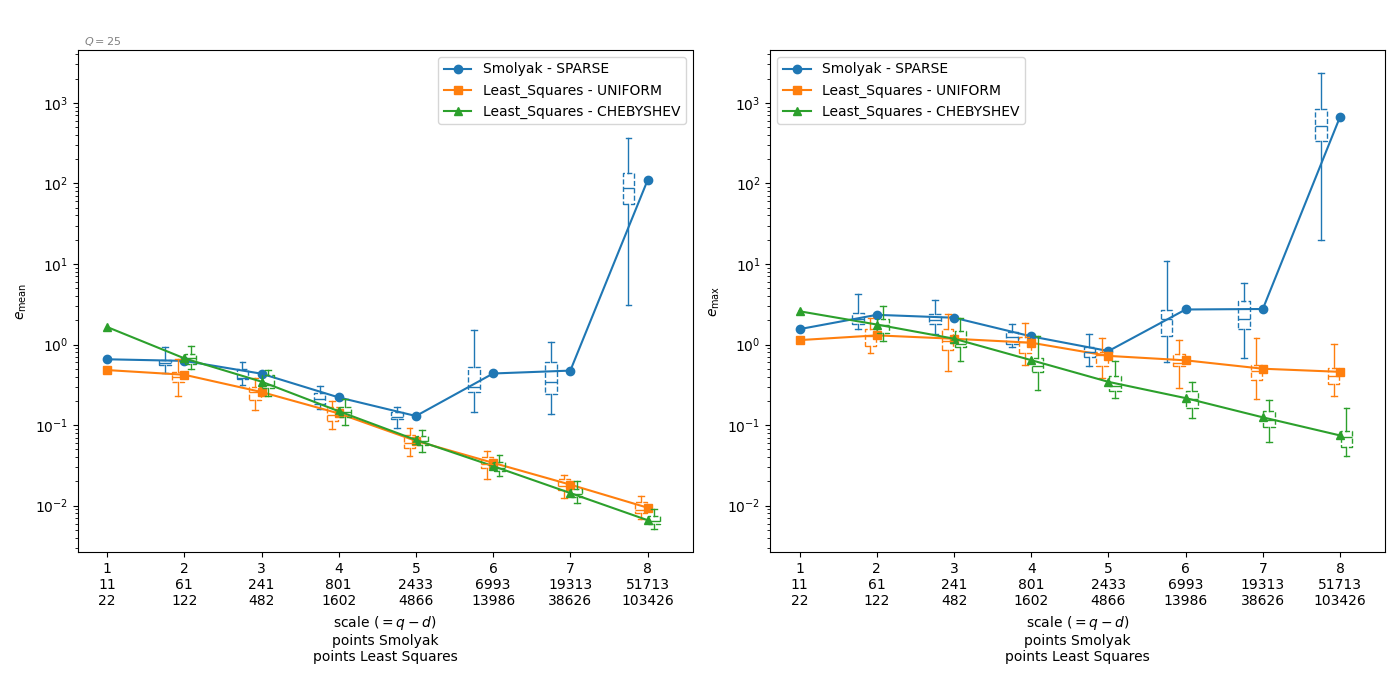 Q = 25
Smolyak - SPARSE
Least_Squares - UNIFORM
Least_Squares - CHEBYSHEV
10³
10²
10¹
10⁰
10⁻¹
10⁻²
e_mean
1 2 3 4 5 6 7 8
11 61 241 801 2433 6993 19313 51713
22 122 482 1602 4866 13986 38626 103426
scale (= q − d)
points Smolyak
points Least Squares
Smolyak - SPARSE
Least_Squares - UNIFORM
Least_Squares - CHEBYSHEV
10³
10²
10¹
10⁰
10⁻¹
10⁻²
e_max
1 2 3 4 5 6 7 8
11 61 241 801 2433 6993 19313 51713
22 122 482 1602 4866 13986 38626 103426
scale (= q − d)
points Smolyak
points Least Squares